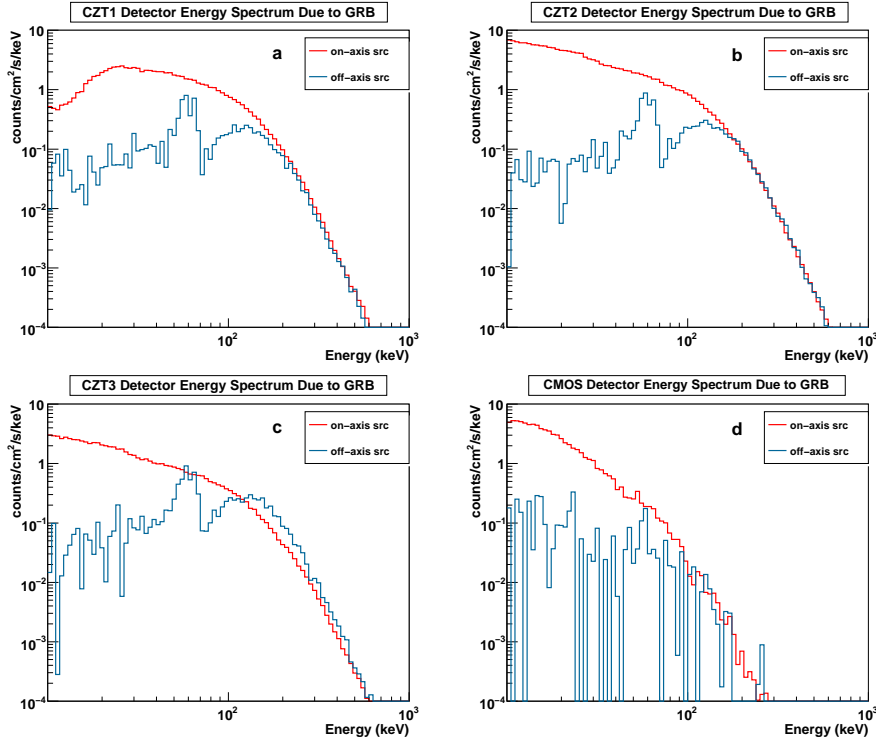 CZT1 Detector Energy Spectrum Due to GRB
counts/cm²/s/keV
10
1
10⁻¹
10⁻²
10⁻³
10⁻⁴
a
on−axis src
off−axis src
10²
10³
Energy (keV)
CZT2 Detector Energy Spectrum Due to GRB
counts/cm²/s/keV
10
1
10⁻¹
10⁻²
10⁻³
10⁻⁴
b
on−axis src
off−axis src
10²
10³
Energy (keV)
CZT3 Detector Energy Spectrum Due to GRB
counts/cm²/s/keV
10
1
10⁻¹
10⁻²
10⁻³
10⁻⁴
c
on−axis src
off−axis src
10²
10³
Energy (keV)
CMOS Detector Energy Spectrum Due to GRB
counts/cm²/s/keV
10
1
10⁻¹
10⁻²
10⁻³
10⁻⁴
d
on−axis src
off−axis src
10²
10³
Energy (keV)